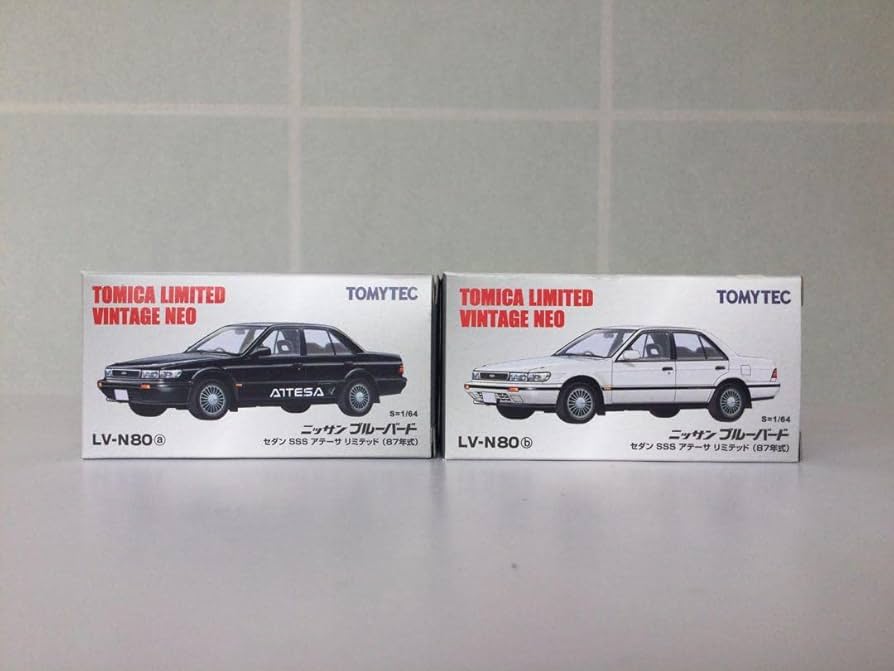 TOMICA LIMITED
VINTAGE NEO
TOMYTEC
ATTESA
S=1/64
LV-N80ⓐ
ニッサン ブルーバード
セダン SSS アテーサ リミテッド (87年式)
TOMICA LIMITED
VINTAGE NEO
TOMYTEC
S=1/64
LV-N80ⓑ
ニッサン ブルーバード
セダン SSS アテーサ リミテッド (87年式)